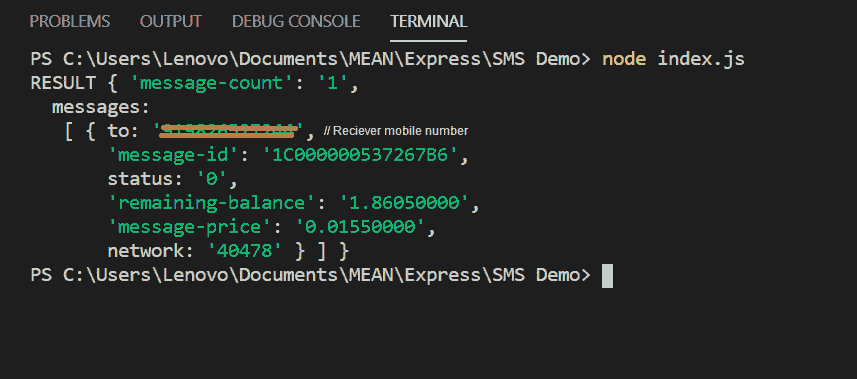 PROBLEMS OUTPUT DEBUG CONSOLE TERMINAL
PS C:\Users\Lenovo\Documents\MEAN\Express\SMS Demo> node index.js
RESULT { 'message-count': '1',
messages:
[ { to: '', // Reciever mobile number
'message-id': '1C000000537267B6',
status: '0',
'remaining-balance': '1.86050000',
'message-price': '0.01550000',
network: '40478' } ] }
PS C:\Users\Lenovo\Documents\MEAN\Express\SMS Demo>